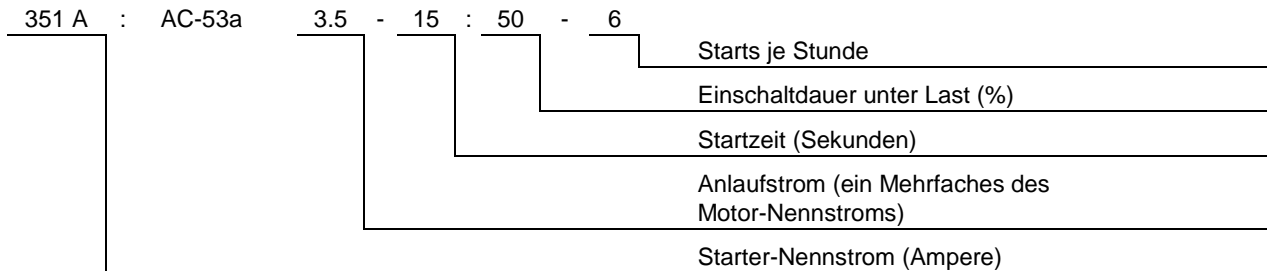 351 A : AC-53a 3.5 - 15 : 50 - 6
Starts je Stunde
Einschaltdauer unter Last (%)
Startzeit (Sekunden)
Anlaufstrom (ein Mehrfaches des
Motor-Nennstroms)
Starter-Nennstrom (Ampere)